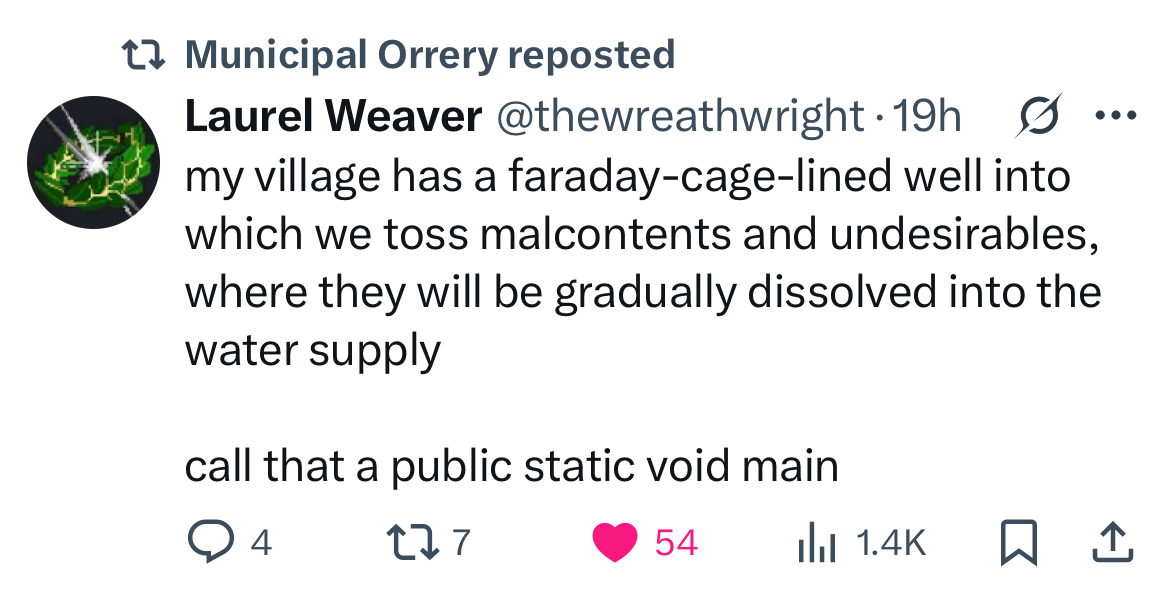 Municipal Orrery reposted
Laurel Weaver @thewreathwright · 19h
my village has a faraday-cage-lined well into
which we toss malcontents and undesirables,
where they will be gradually dissolved into the
water supply
call that a public static void main
4 7 54 1.4K